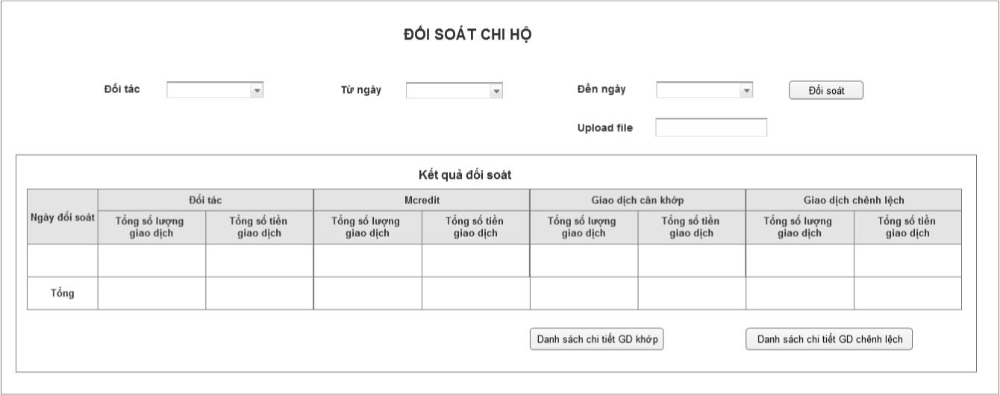 ĐỐI SOÁT CHI HỘ
Đối tác
Từ ngày
Đến ngày
Đối soát
Upload file
Kết quả đối soát
Ngày đối soát
Đối tác
Mcredit
Giao dịch cân khớp
Giao dịch chênh lệch
Tổng số lượng
giao dịch
Tổng số tiền
giao dịch
Tổng số lượng
giao dịch
Tổng số tiền
giao dịch
Tổng số lượng
giao dịch
Tổng số tiền
giao dịch
Tổng số lượng
giao dịch
Tổng số tiền
giao dịch
Tổng
Danh sách chi tiết GD khớp
Danh sách chi tiết GD chênh lệch